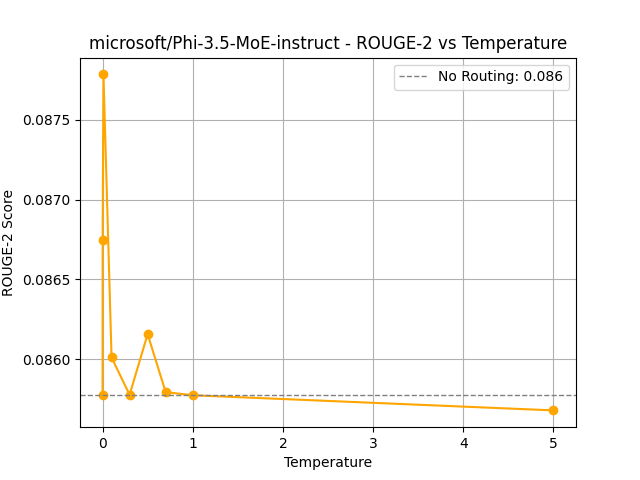 microsoft/Phi-3.5-MoE-instruct - ROUGE-2 vs Temperature
No Routing: 0.086
ROUGE-2 Score
0.0875
0.0870
0.0865
0.0860
0 1 2 3 4 5
Temperature